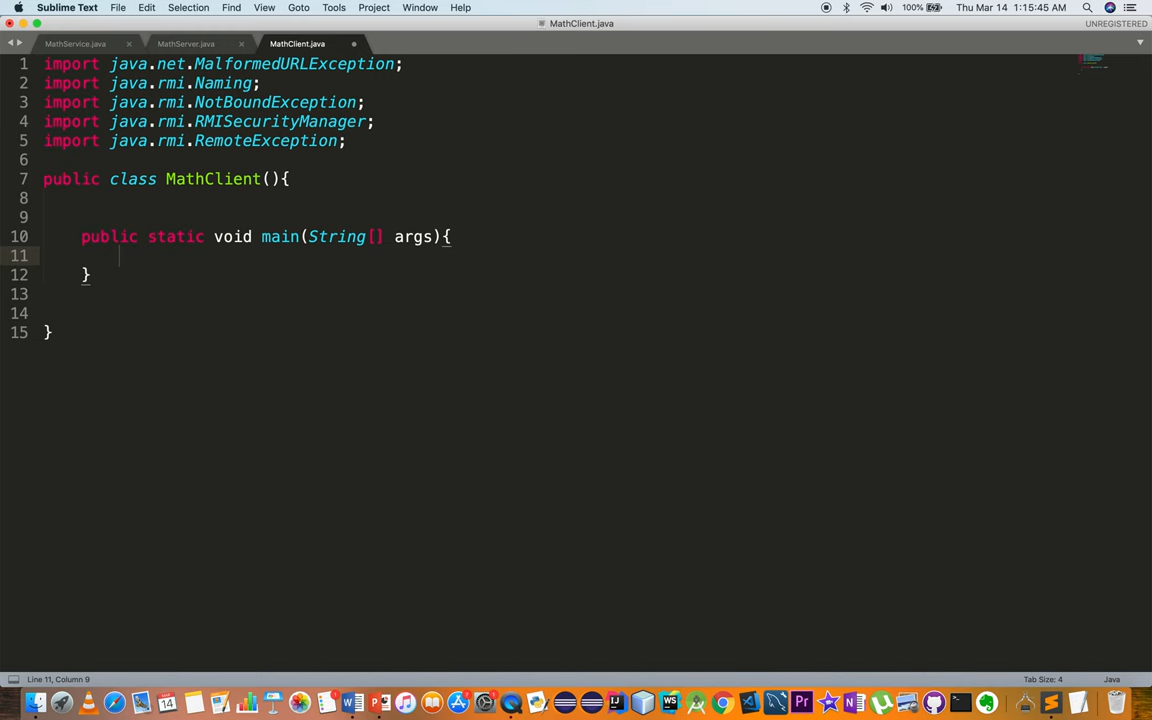 Sublime Text File Edit Selection Find View Goto Tools Project Window Help 100% Thu Mar 14 1:15:45 AM
MathClient.java UNREGISTERED
MathService.java × MathServer.java × MathClient.java
1 import java.net.MalformedURLException;
2 import java.rmi.Naming;
3 import java.rmi.NotBoundException;
4 import java.rmi.RMISecurityManager;
5 import java.rmi.RemoteException;
6
7 public class MathClient(){
8
9
10 public static void main(String[] args){
11
12 }
13
14
15 }
Line 11, Column 9 Tab Size: 4 Java